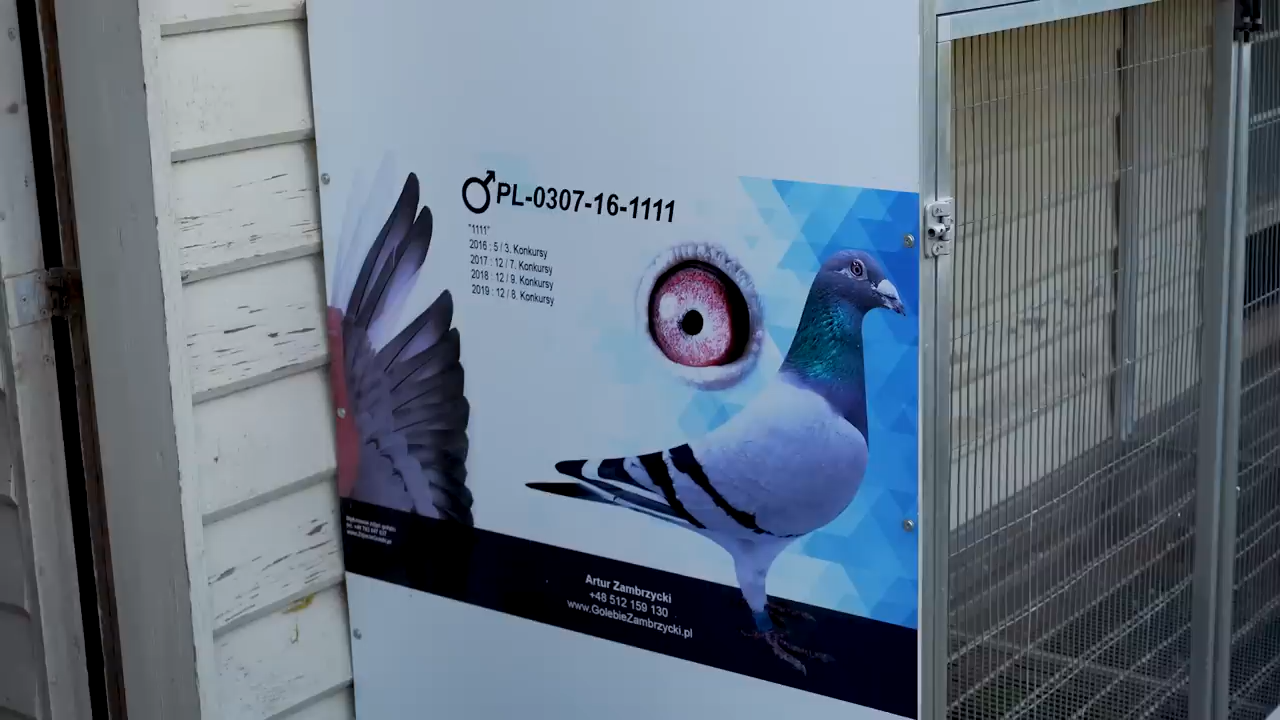 ♂PL-0307-16-1111
"1111"
2016 : 5 / 3. Konkursy
2017 : 12 / 7. Konkursy
2018 : 12 / 9. Konkursy
2019 : 12 / 8. Konkursy
Artur Zambrzycki
+48 512 159 130
www.GolebieZambrzycki.pl